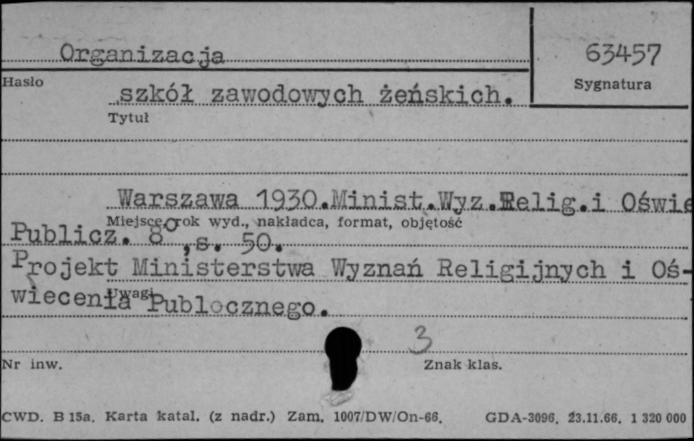 Organizacja
63457
Hasło
Sygnatura
szkół zawodowych żeńskich.
Tytuł
Warszawa 1930.Minist.Wyz.Relig.i Oświe
Miejsce, rok wyd., nakładca, format, objętość
Publicz. 8° ,s. 50.
Projekt Ministerstwa Wyznań Religijnych i Oś-
wiecenia Publocznego.
Uwagi
3
Nr inw.
Znak klas.
CWD. B 15a. Karta katal. (z nadr.) Zam. 1007/DW/On-66. GDA-3096. 23.11.66. 1 320 000